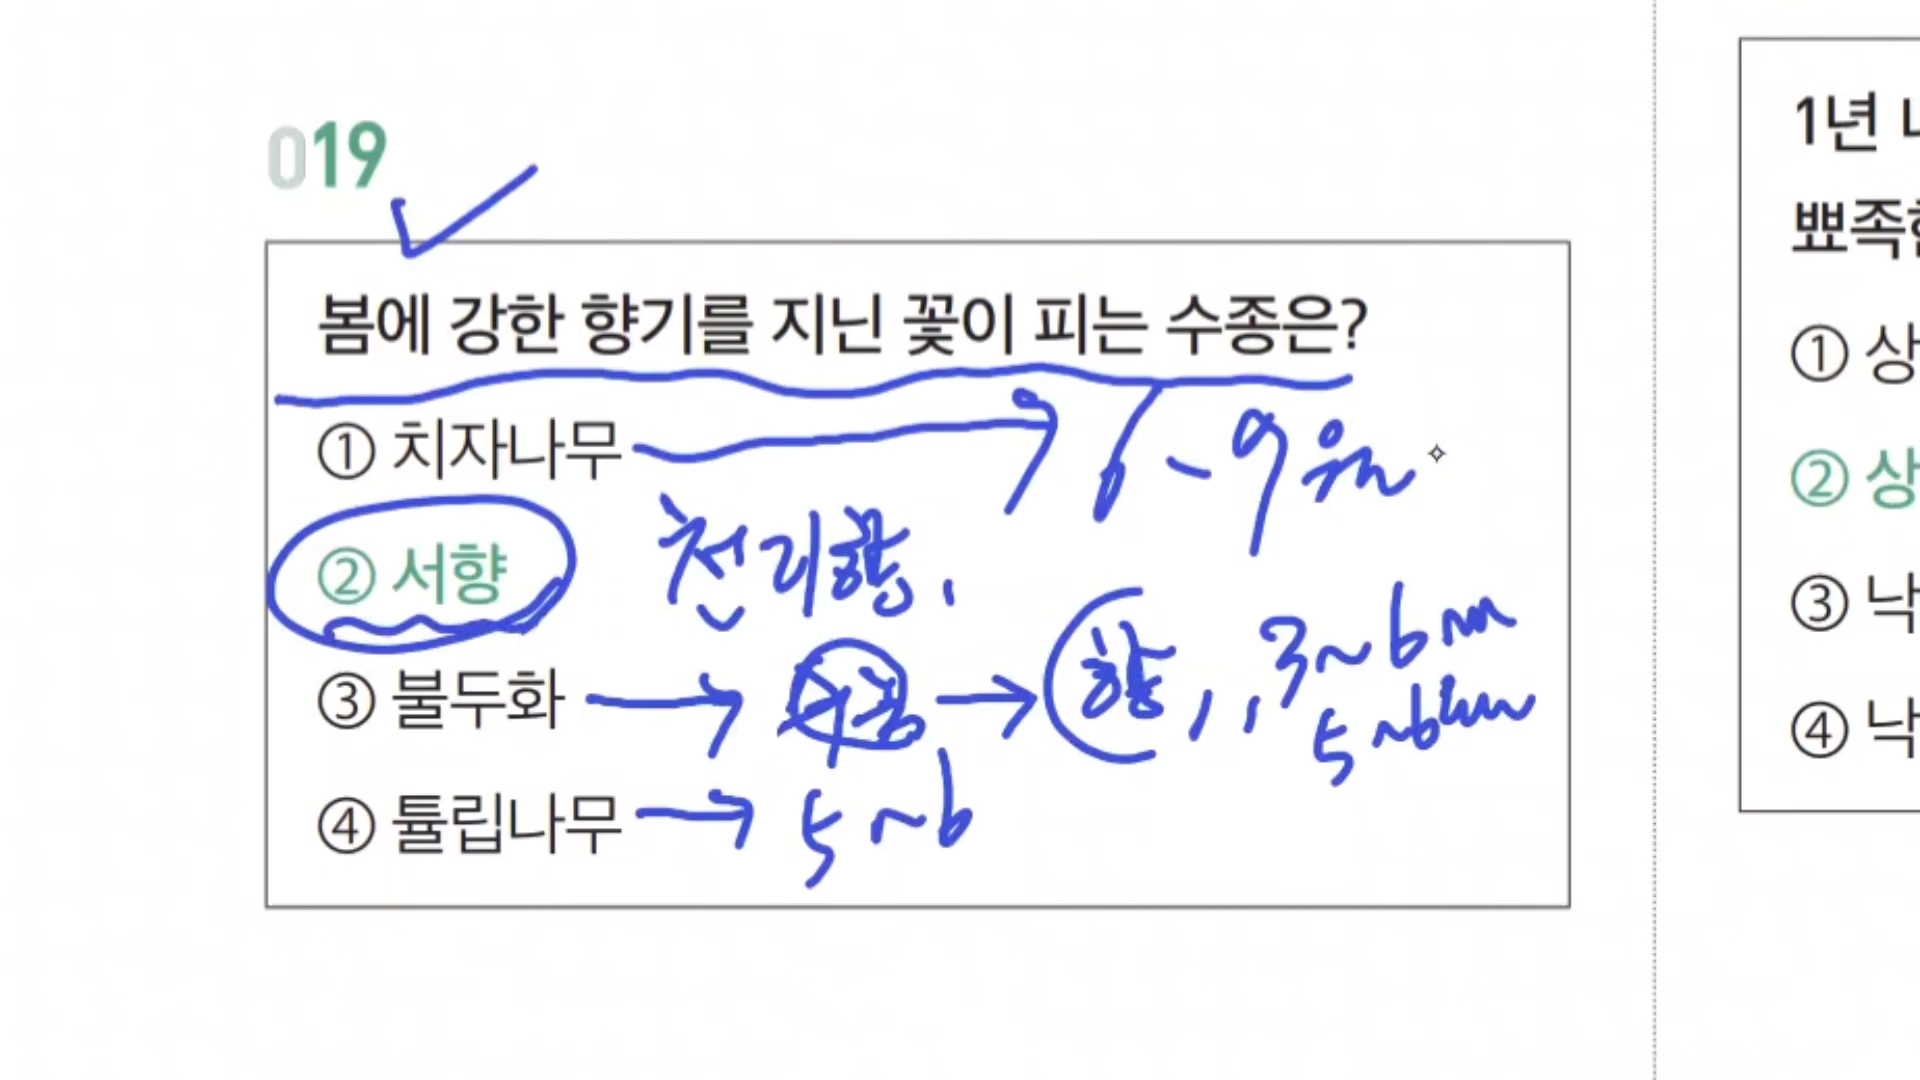 019
봄에 강한 향기를 지닌 꽃이 피는 수종은?
① 치자나무 6~9월
② 서향 천리향,
③ 불두화 향,, 3~6m
5~6km
④ 튤립나무 5~6
1년
뾰족
① 상
② 상
③ 낙
④ 낙